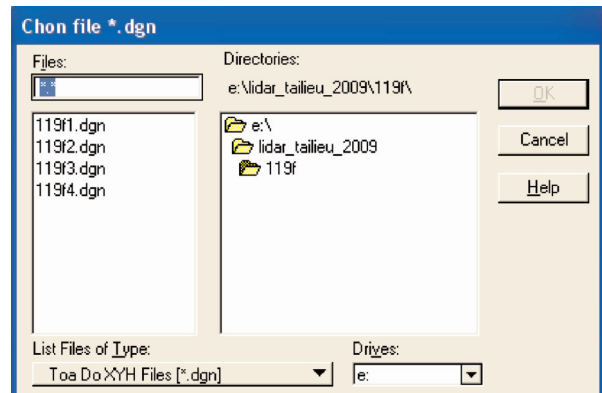 Chon file *.dgn
Files:
*.*
119f1.dgn
119f2.dgn
119f3.dgn
119f4.dgn
List Files of Type:
Toa Do XYH Files [*.dgn]
Directories:
e:\lidar_tailieu_2009\119f\
e:\
lidar_tailieu_2009
119f
Drives:
e:
OK
Cancel
Help